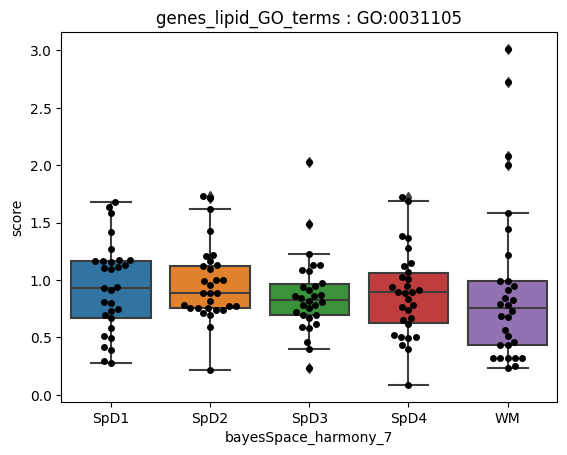 genes_lipid_GO_terms : GO:0031105
3.0
2.5
2.0
1.5
1.0
0.5
0.0
score
SpD1 SpD2 SpD3 SpD4 WM
bayesSpace_harmony_7